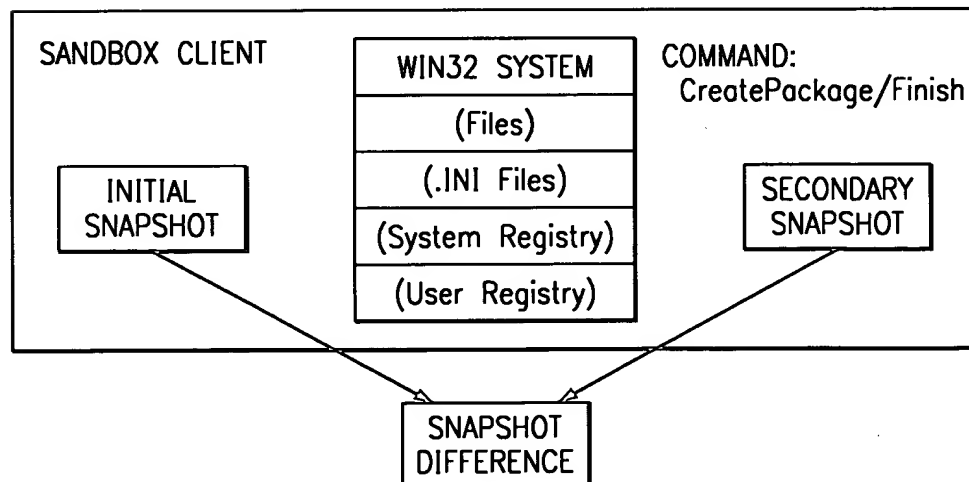 SANDBOX CLIENT
WIN32 SYSTEM
(Files)
(.INI Files)
(System Registry)
(User Registry)
COMMAND:
CreatePackage/Finish
INITIAL
SNAPSHOT
SECONDARY
SNAPSHOT
SNAPSHOT
DIFFERENCE